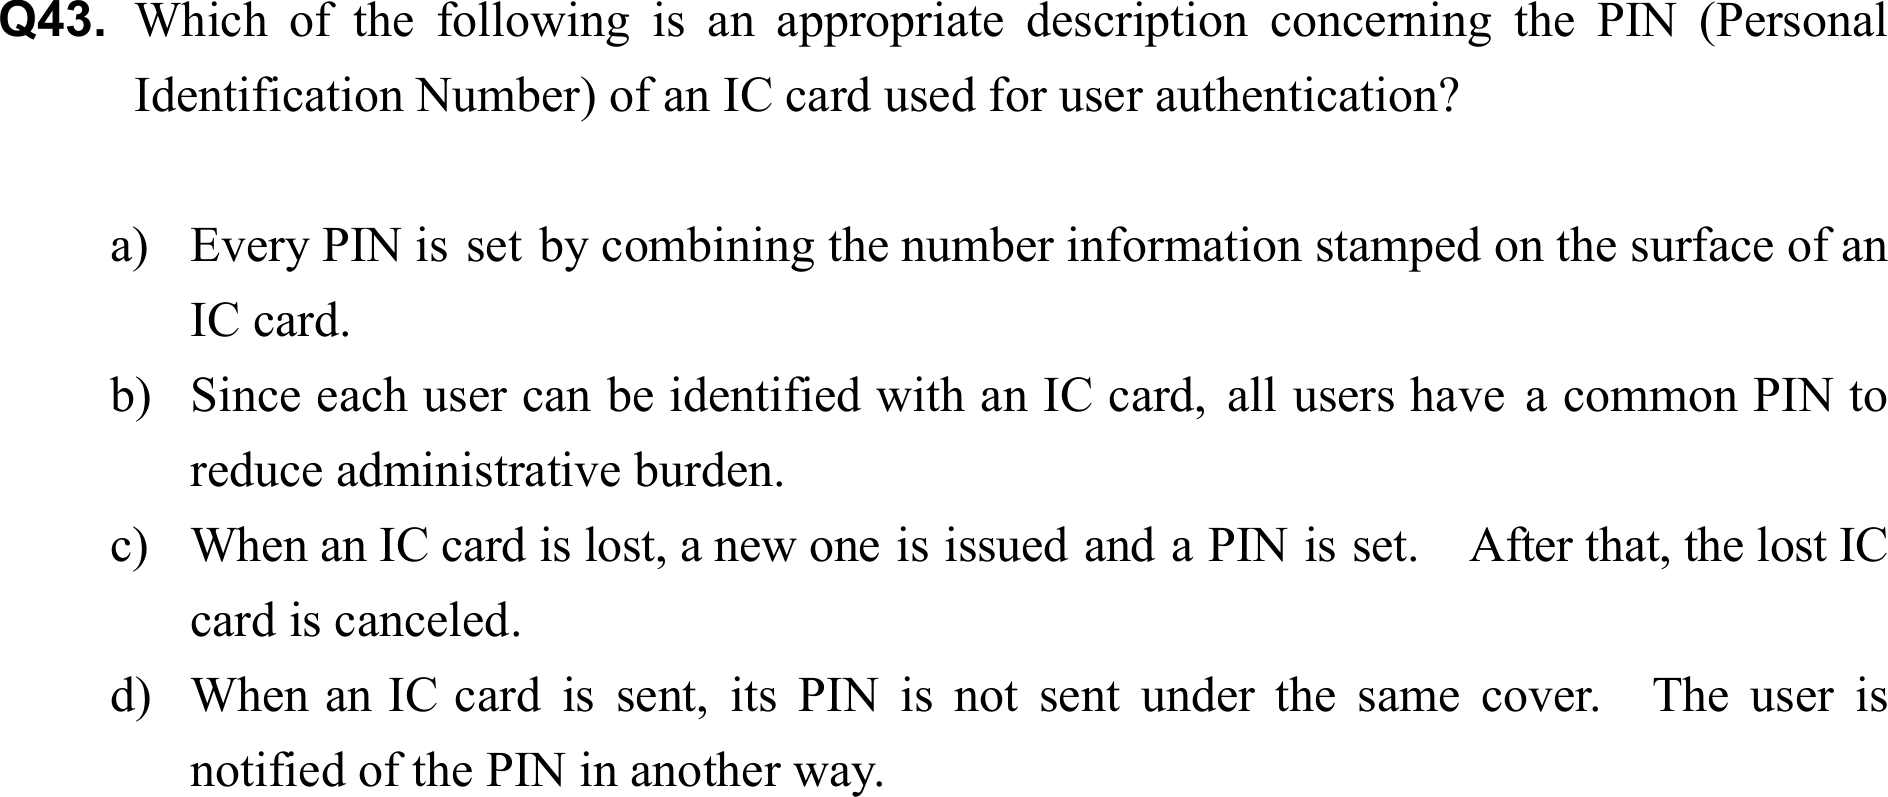 Q43. Which of the following is an appropriate description concerning the PIN (Personal
Identification Number) of an IC card used for user authentication?
a) Every PIN is set by combining the number information stamped on the surface of an
IC card.
b) Since each user can be identified with an IC card, all users have a common PIN to
reduce administrative burden.
c) When an IC card is lost, a new one is issued and a PIN is set. After that, the lost IC
card is canceled.
d) When an IC card is sent, its PIN is not sent under the same cover. The user is
notified of the PIN in another way.